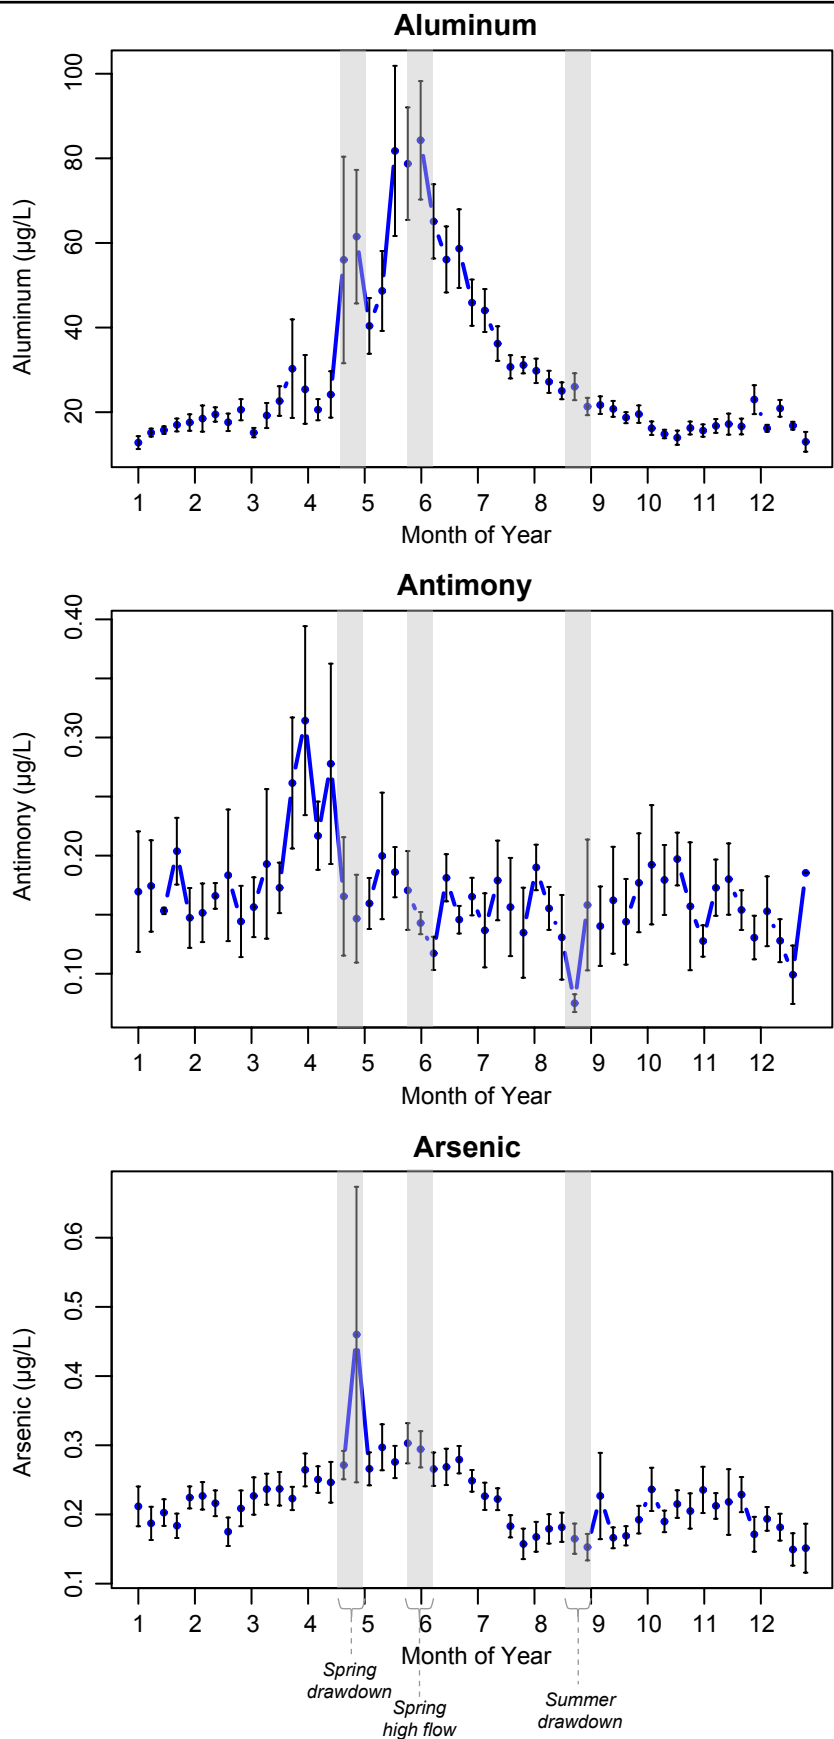 Aluminum
Aluminum (µg/L)
100
80
60
40
20
1 2 3 4 5 6 7 8 9 10 11 12
Month of Year
Antimony
Antimony (µg/L)
0.40
0.30
0.20
0.10
1 2 3 4 5 6 7 8 9 10 11 12
Month of Year
Arsenic
Arsenic (µg/L)
0.6
0.5
0.4
0.3
0.2
0.1
1 2 3 4 5 6 7 8 9 10 11 12
Month of Year
Spring
drawdown
Spring
high flow
Summer
drawdown